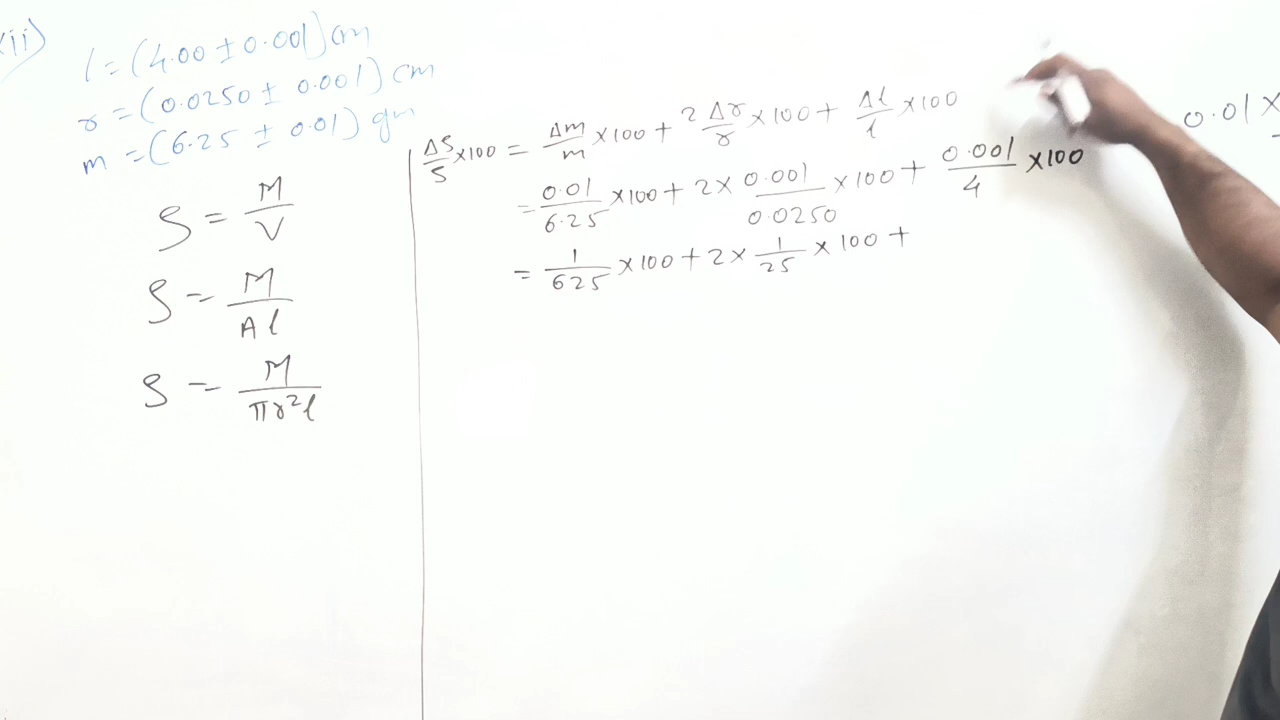 (ii)
l = (4.00 ± 0.001) cm
r = (0.0250 ± 0.001) cm
m = (6.25 ± 0.01) gm
S = M/V
S = M/Al
S = M/πr²l
ΔS/S ×100 = Δm/m ×100 + 2 Δr/r ×100 + Δl/l ×100
= 0.01/6.25 ×100 + 2× 0.001/0.0250 ×100 + 0.001/4 ×100
= 1/625 ×100 + 2× 1/25 ×100 +
0.01×